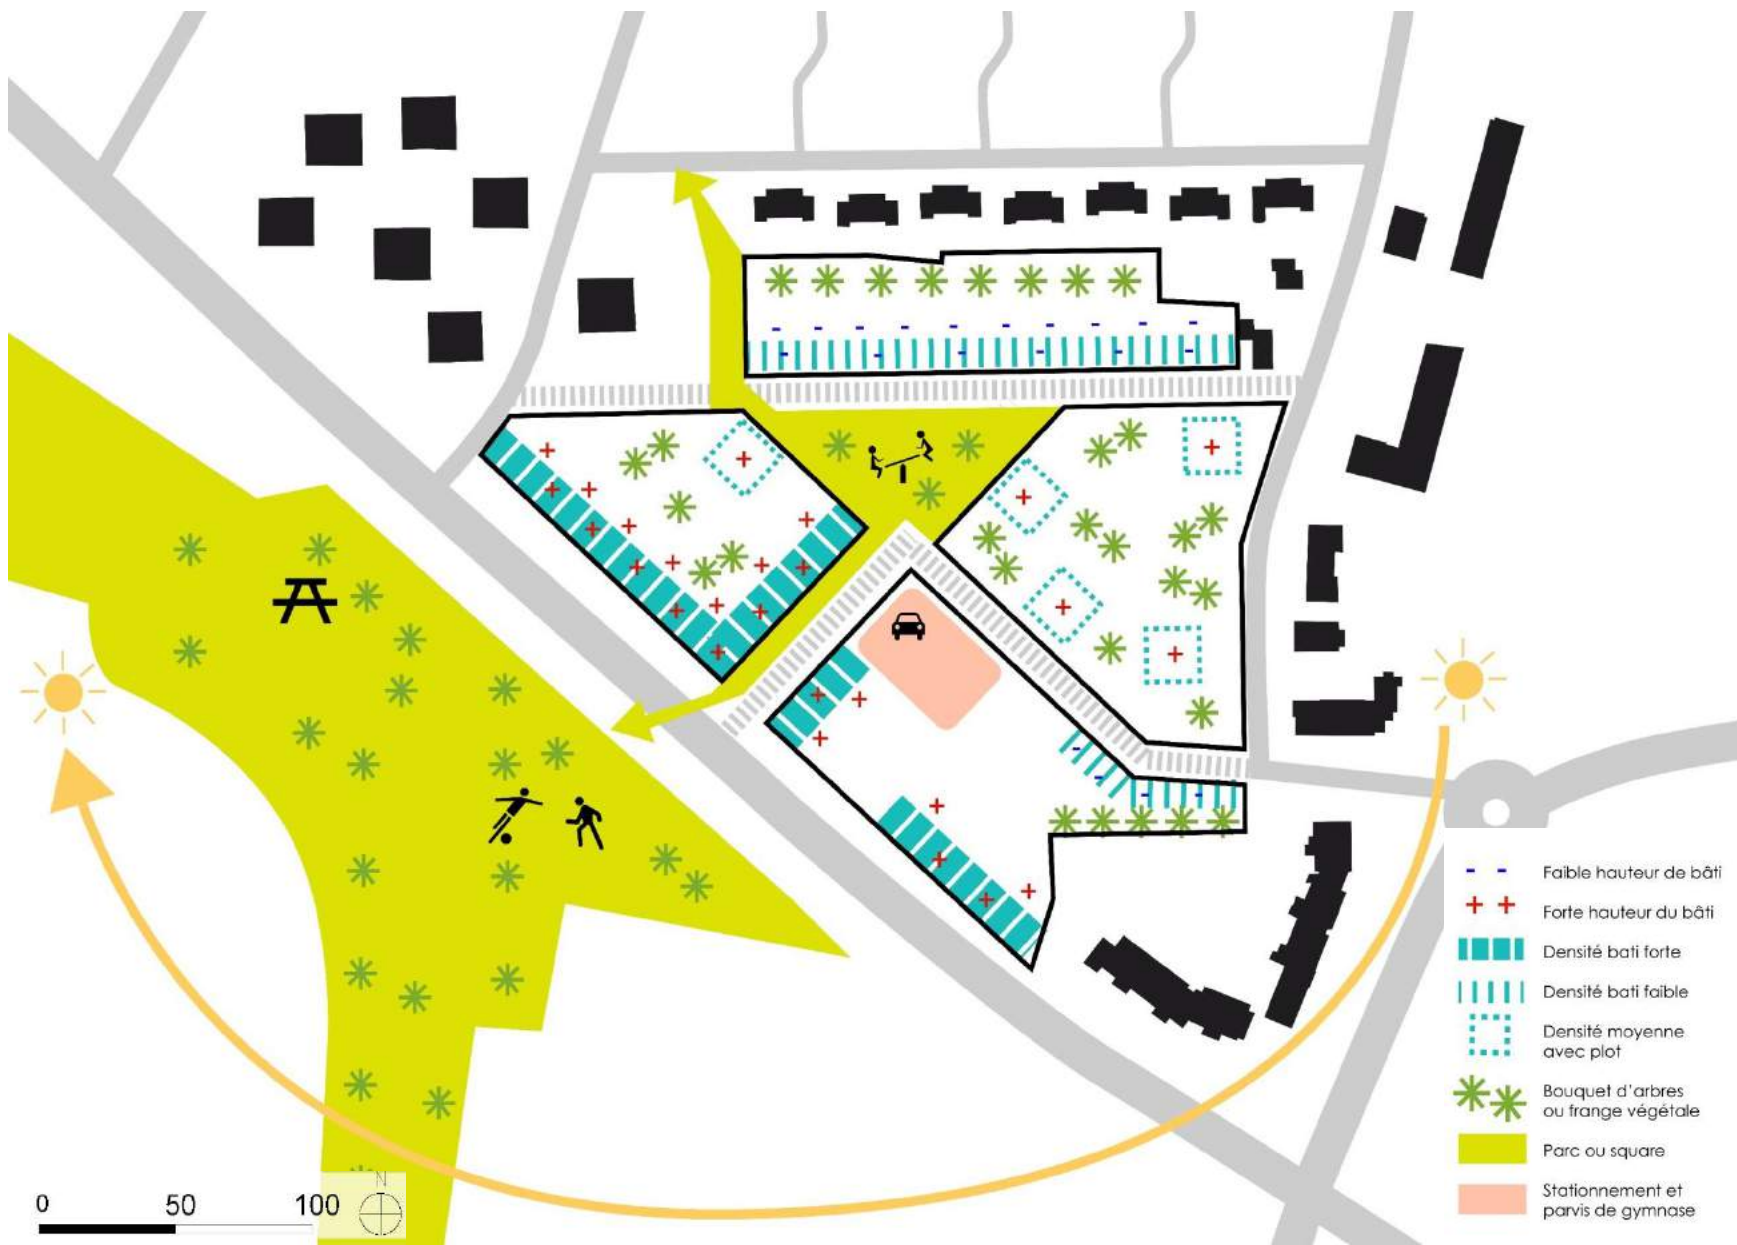 Faible hauteur de bâti
Forte hauteur du bâti
Densité bati forte
Densité bati faible
Densité moyenne
avec plot
Bouquet d'arbres
ou frange végétale
Parc ou square
Stationnement et
parvis de gymnase
0 50 100 N